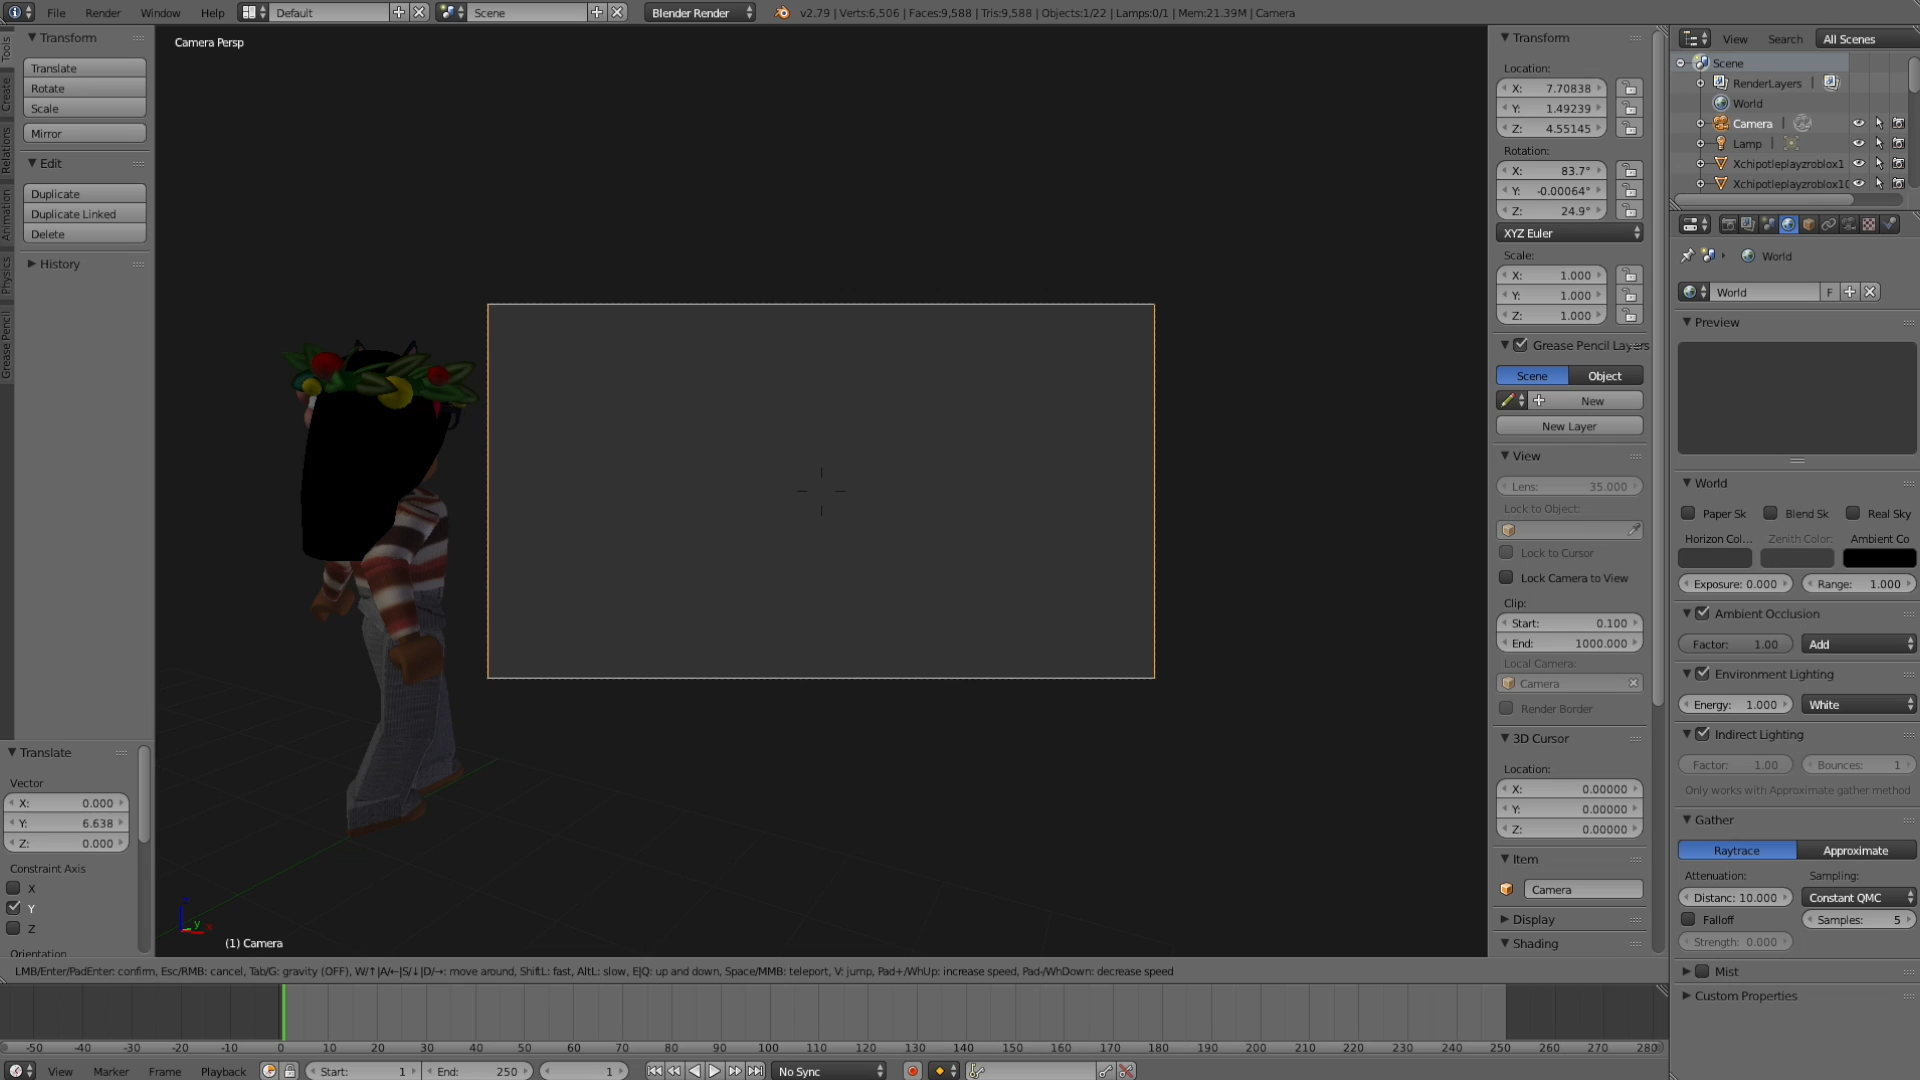 File Render Window Help Default Scene Blender Render v2.79 | Verts:6,506 | Faces:9,588 | Tris:9,588 | Objects:1/22 | Lamps:0/1 | Mem:21.39M | Camera
Tools
Create
Relations
Animation
Physics
Grease Pencil
Transform
Translate
Rotate
Scale
Mirror
Edit
Duplicate
Duplicate Linked
Delete
History
Translate
Vector
X: 0.000
Y: 6.638
Z: 0.000
Constraint Axis
X
Y
Z
Orientation
Camera Persp
(1) Camera
Transform
Location:
X: 7.70838
Y: 1.49239
Z: 4.55145
Rotation:
X: 83.7°
Y: -0.00064°
Z: 24.9°
XYZ Euler
Scale:
X: 1.000
Y: 1.000
Z: 1.000
Grease Pencil Layers
Scene Object
New
New Layer
View
Lens: 35.000
Lock to Object:
Lock to Cursor
Lock Camera to View
Clip:
Start: 0.100
End: 1000.000
Local Camera:
Camera
Render Border
3D Cursor
Location:
X: 0.00000
Y: 0.00000
Z: 0.00000
Item
Camera
Display
Shading
View Search All Scenes
Scene
RenderLayers
World
Camera
Lamp
Xchipotleplayzroblox1
Xchipotleplayzroblox10
World
World F
Preview
World
Paper Sk Blend Sk Real Sky
Horizon Col... Zenith Color: Ambient Co
Exposure: 0.000 Range: 1.000
Ambient Occlusion
Factor: 1.00 Add
Environment Lighting
Energy: 1.000 White
Indirect Lighting
Factor: 1.00 Bounces: 1
Only works with Approximate gather method
Gather
Raytrace Approximate
Attenuation: Sampling:
Distanc: 10.000 Constant QMC
Falloff Samples: 5
Strength: 0.000
Mist
Custom Properties
LMB/Enter/PadEnter: confirm, Esc/RMB: cancel, Tab/G: gravity (OFF), W/↑|A/←|S/↓|D/→: move around, ShiftL: fast, AltL: slow, E|Q: up and down, Space/MMB: teleport, V: jump, Pad+/WhUp: increase speed, Pad-/WhDown: decrease speed
-50 -40 -30 -20 -10 0 10 20 30 40 50 60 70 80 90 100 110 120 130 140 150 160 170 180 190 200 210 220 230 240 250 260 270 280
View Marker Frame Playback Start: 1 End: 250 1 No Sync